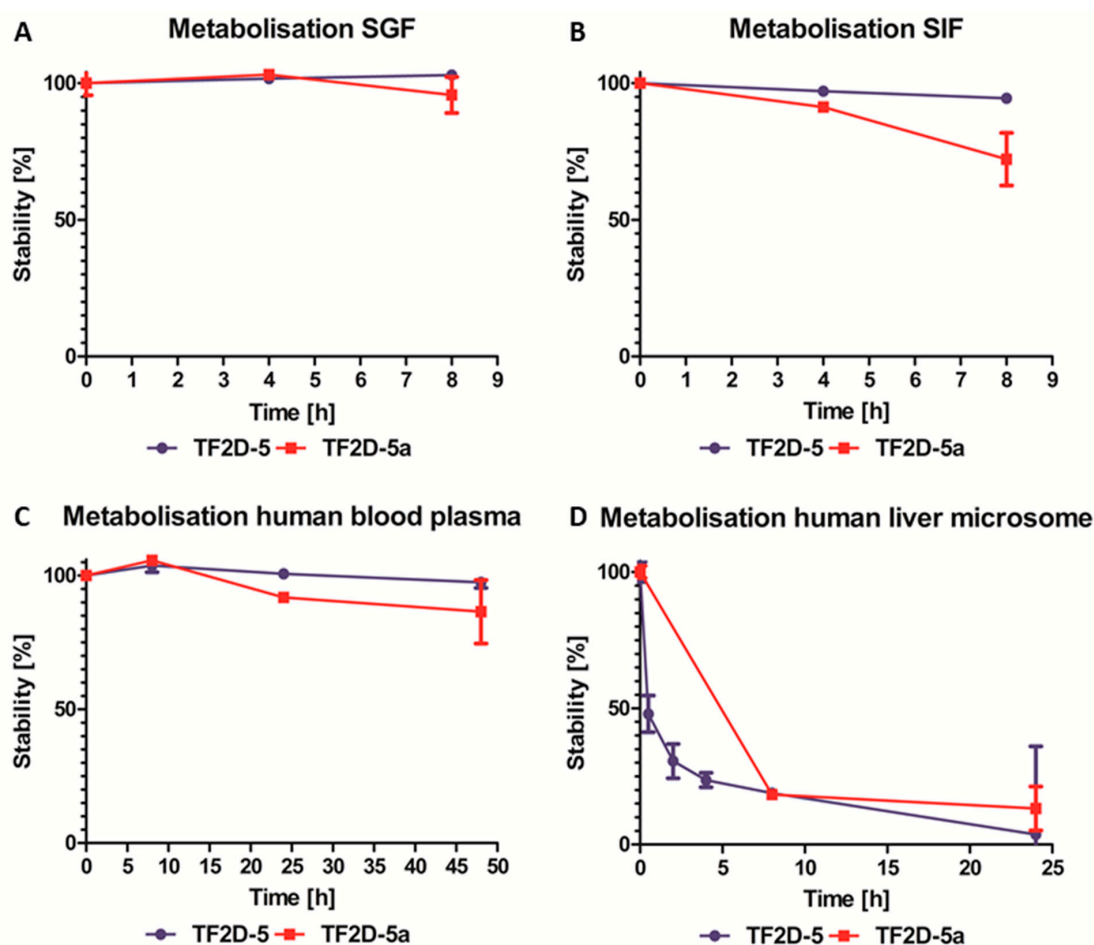 A Metabolisation SGF
Stability [%]
100
50
0
0 1 2 3 4 5 6 7 8 9
Time [h]
TF2D-5 TF2D-5a
B Metabolisation SIF
Stability [%]
100
50
0
0 1 2 3 4 5 6 7 8 9
Time [h]
TF2D-5 TF2D-5a
C Metabolisation human blood plasma
Stability [%]
100
50
0
0 5 10 15 20 25 30 35 40 45 50
Time [h]
TF2D-5 TF2D-5a
D Metabolisation human liver microsome
Stability [%]
100
50
0
0 5 10 15 20 25
Time [h]
TF2D-5 TF2D-5a